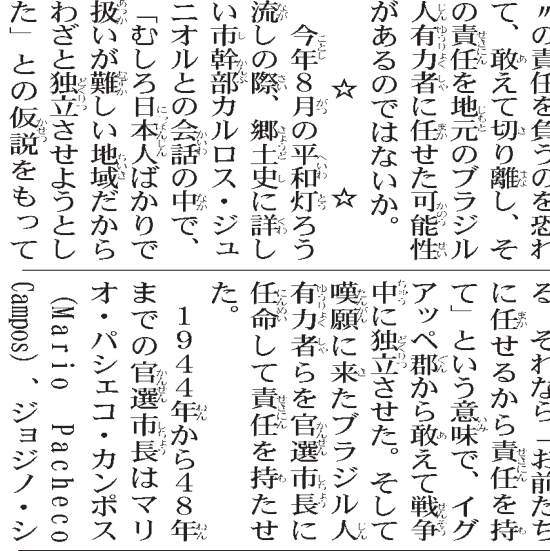 〃の責任を負うのを恐れ
て、敢えて切り離し、そ
の責任を地元のブラジル
人有力者に任せた可能性
があるのではないか。
☆　　☆
今年８月の平和灯ろう
流しの際、郷土史に詳し
い市幹部カルロス・ジュ
ニオルとの会話の中で、
「むしろ日本人ばかりで
扱いが難しい地域だから
わざと独立させようとし
た」との仮説をもって
る。それなら「お前たち
に任せるから責任を持
て」という意味で、イグ
アッペ郡から敢えて戦争
中に独立させた。そして
嘆願に来たブラジル人
有力者らを官選市長に
任命して責任を持たせ
た。
１９４４年から４８年
までの官選市長はマリ
オ・パシェコ・カンポス
(Mario Pacheco
Campos)、ジョジノ・シ